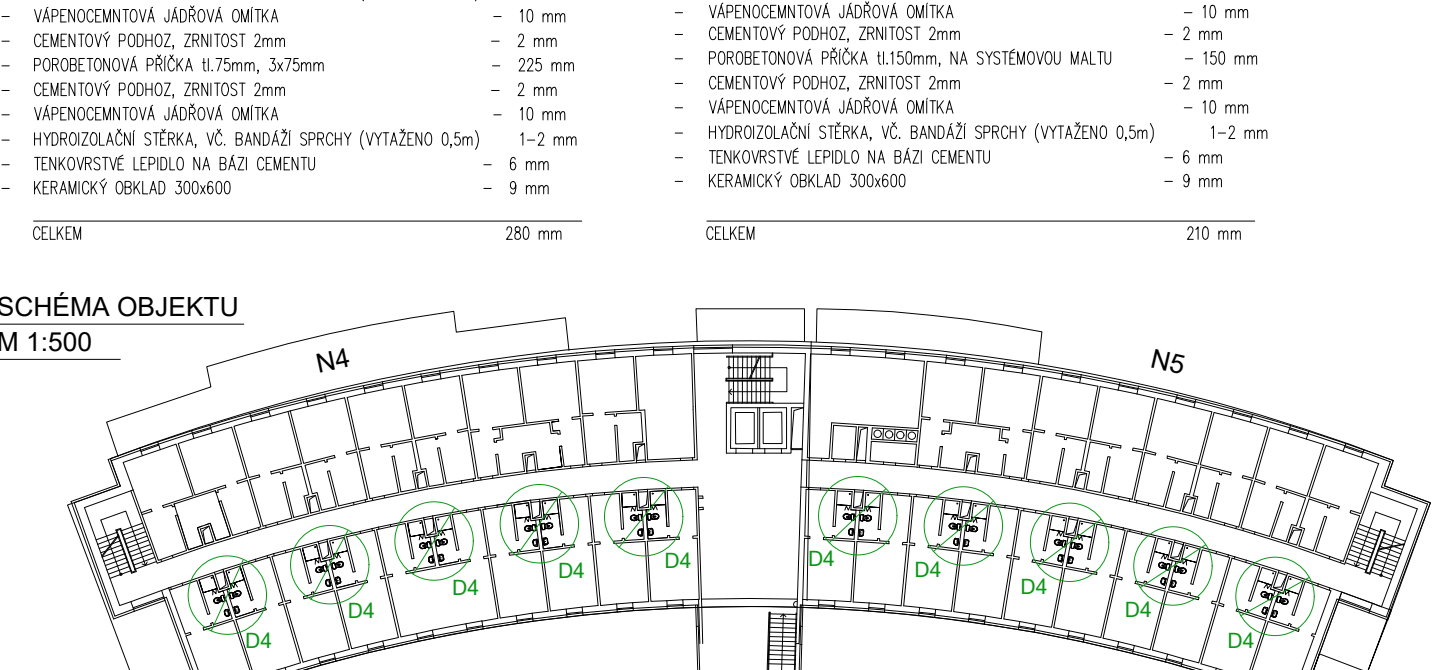 – VÁPENOCEMNTOVÁ JÁDŘOVÁ OMÍTKA – 10 mm
– CEMENTOVÝ PODHOZ, ZRNITOST 2mm – 2 mm
– POROBETONOVÁ PŘÍČKA tl.75mm, 3x75mm – 225 mm
– CEMENTOVÝ PODHOZ, ZRNITOST 2mm – 2 mm
– VÁPENOCEMNTOVÁ JÁDŘOVÁ OMÍTKA – 10 mm
– HYDROIZOLAČNÍ STĚRKA, VČ. BANDÁŽÍ SPRCHY (VYTAŽENO 0,5m) 1–2 mm
– TENKOVRSTVÉ LEPIDLO NA BÁZI CEMENTU – 6 mm
– KERAMICKÝ OBKLAD 300x600 – 9 mm
CELKEM 280 mm
– VÁPENOCEMNTOVÁ JÁDŘOVÁ OMÍTKA – 10 mm
– CEMENTOVÝ PODHOZ, ZRNITOST 2mm – 2 mm
– POROBETONOVÁ PŘÍČKA tl.150mm, NA SYSTÉMOVOU MALTU – 150 mm
– CEMENTOVÝ PODHOZ, ZRNITOST 2mm – 2 mm
– VÁPENOCEMNTOVÁ JÁDŘOVÁ OMÍTKA – 10 mm
– HYDROIZOLAČNÍ STĚRKA, VČ. BANDÁŽÍ SPRCHY (VYTAŽENO 0,5m) 1–2 mm
– TENKOVRSTVÉ LEPIDLO NA BÁZI CEMENTU – 6 mm
– KERAMICKÝ OBKLAD 300x600 – 9 mm
CELKEM 210 mm
SCHÉMA OBJEKTU
M 1:500
N4
N5
D4
D4
D4
D4
D4
D4
D4
D4
D4
D4